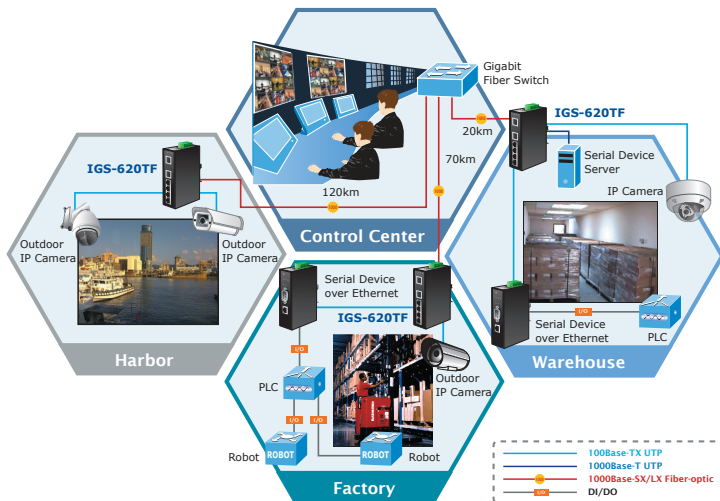 Gigabit
Fiber Switch
IGS-620TF
20km
70km
120km
Control Center
IGS-620TF
Outdoor
IP Camera
Outdoor
IP Camera
Harbor
Serial Device
Server
IP Camera
Serial Device
over Ethernet
I/O
PLC
Warehouse
Serial Device
over Ethernet
IGS-620TF
I/O
PLC
Outdoor
IP Camera
I/O
I/O
Robot
ROBOT
ROBOT
Robot
Factory
100Base-TX UTP
1000Base-T UTP
1000Base-SX/LX Fiber-optic
I/O
DI/DO